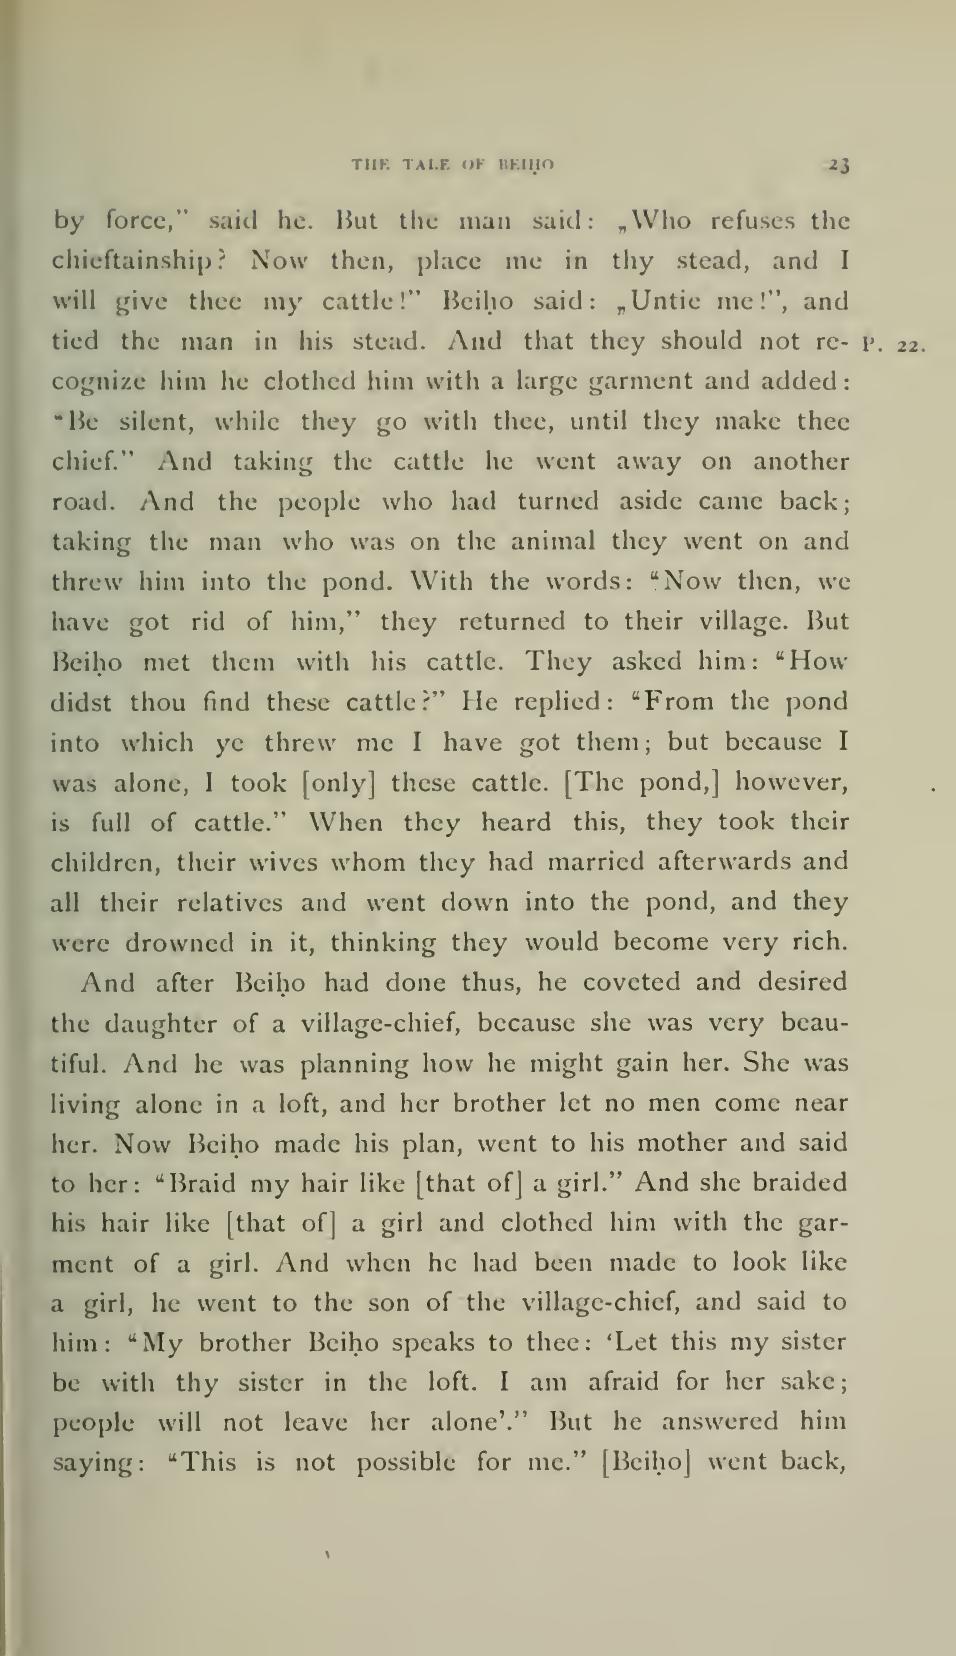 THE TALE OF BEIḤO 23
by force,” said he. But the man said: „Who refuses the
chieftainship? Now then, place me in thy stead, and I
will give thee my cattle!” Beiḥo said: „Untie me!”, and
tied the man in his stead. And that they should not re- P. 22.
cognize him he clothed him with a large garment and added:
“Be silent, while they go with thee, until they make thee
chief.” And taking the cattle he went away on another
road. And the people who had turned aside came back;
taking the man who was on the animal they went on and
threw him into the pond. With the words: “Now then, we
have got rid of him,” they returned to their village. But
Beiḥo met them with his cattle. They asked him: “How
didst thou find these cattle?” He replied: “From the pond
into which ye threw me I have got them; but because I
was alone, I took [only] these cattle. [The pond,] however,
is full of cattle.” When they heard this, they took their
children, their wives whom they had married afterwards and
all their relatives and went down into the pond, and they
were drowned in it, thinking they would become very rich.
And after Beiḥo had done thus, he coveted and desired
the daughter of a village-chief, because she was very beau-
tiful. And he was planning how he might gain her. She was
living alone in a loft, and her brother let no men come near
her. Now Beiḥo made his plan, went to his mother and said
to her: “Braid my hair like [that of] a girl.” And she braided
his hair like [that of] a girl and clothed him with the gar-
ment of a girl. And when he had been made to look like
a girl, he went to the son of the village-chief, and said to
him: “My brother Beiḥo speaks to thee: ‘Let this my sister
be with thy sister in the loft. I am afraid for her sake;
people will not leave her alone’.” But he answered him
saying: “This is not possible for me.” [Beiḥo] went back,